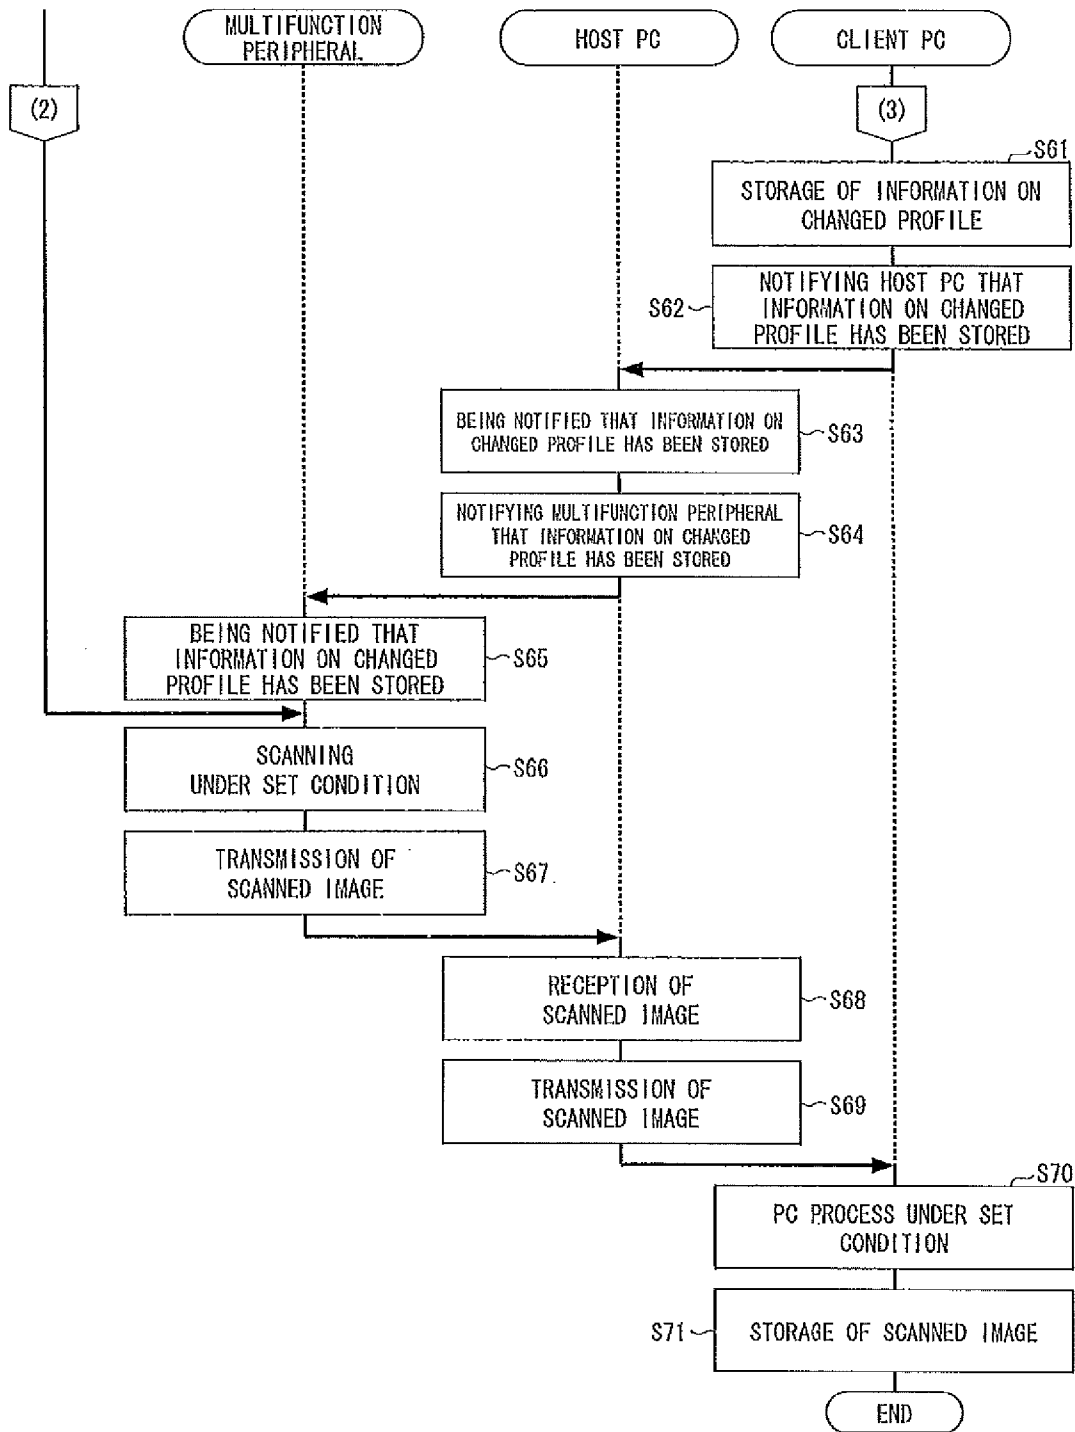 MULTIFUNCTION
PERIPHERAL
HOST PC
CLIENT PC
(2)
(3)
S61
STORAGE OF INFORMATION ON
CHANGED PROFILE
S62
NOTIFYING HOST PC THAT
INFORMATION ON CHANGED
PROFILE HAS BEEN STORED
BEING NOTIFIED THAT INFORMATION ON
CHANGED PROFILE HAS BEEN STORED
S63
NOTIFYING MULTIFUNCTION PERIPHERAL
THAT INFORMATION ON CHANGED
PROFILE HAS BEEN STORED
S64
BEING NOTIFIED THAT
INFORMATION ON CHANGED
PROFILE HAS BEEN STORED
S65
SCANNING
UNDER SET CONDITION
S66
TRANSMISSION OF
SCANNED IMAGE
S67
RECEPTION OF
SCANNED IMAGE
S68
TRANSMISSION OF
SCANNED IMAGE
S69
S70
PC PROCESS UNDER SET
CONDITION
S71
STORAGE OF SCANNED IMAGE
END